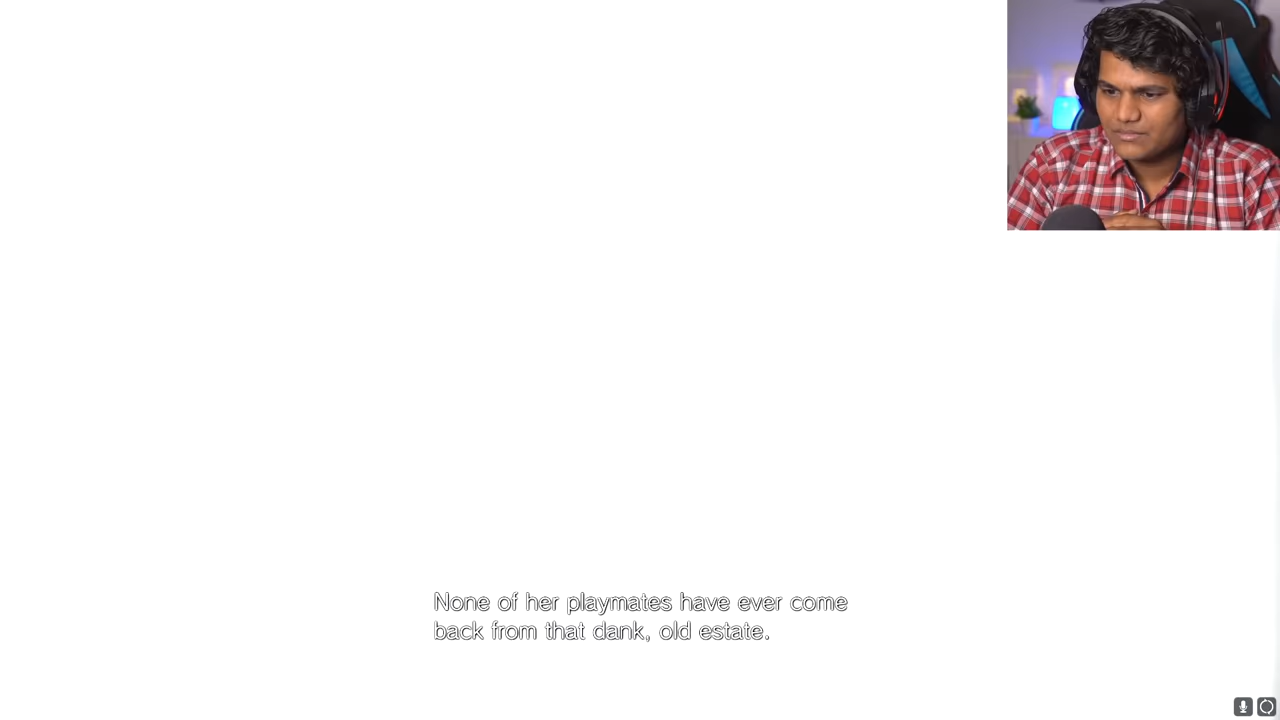 None of her playmates have ever come
back from that dank, old estate.